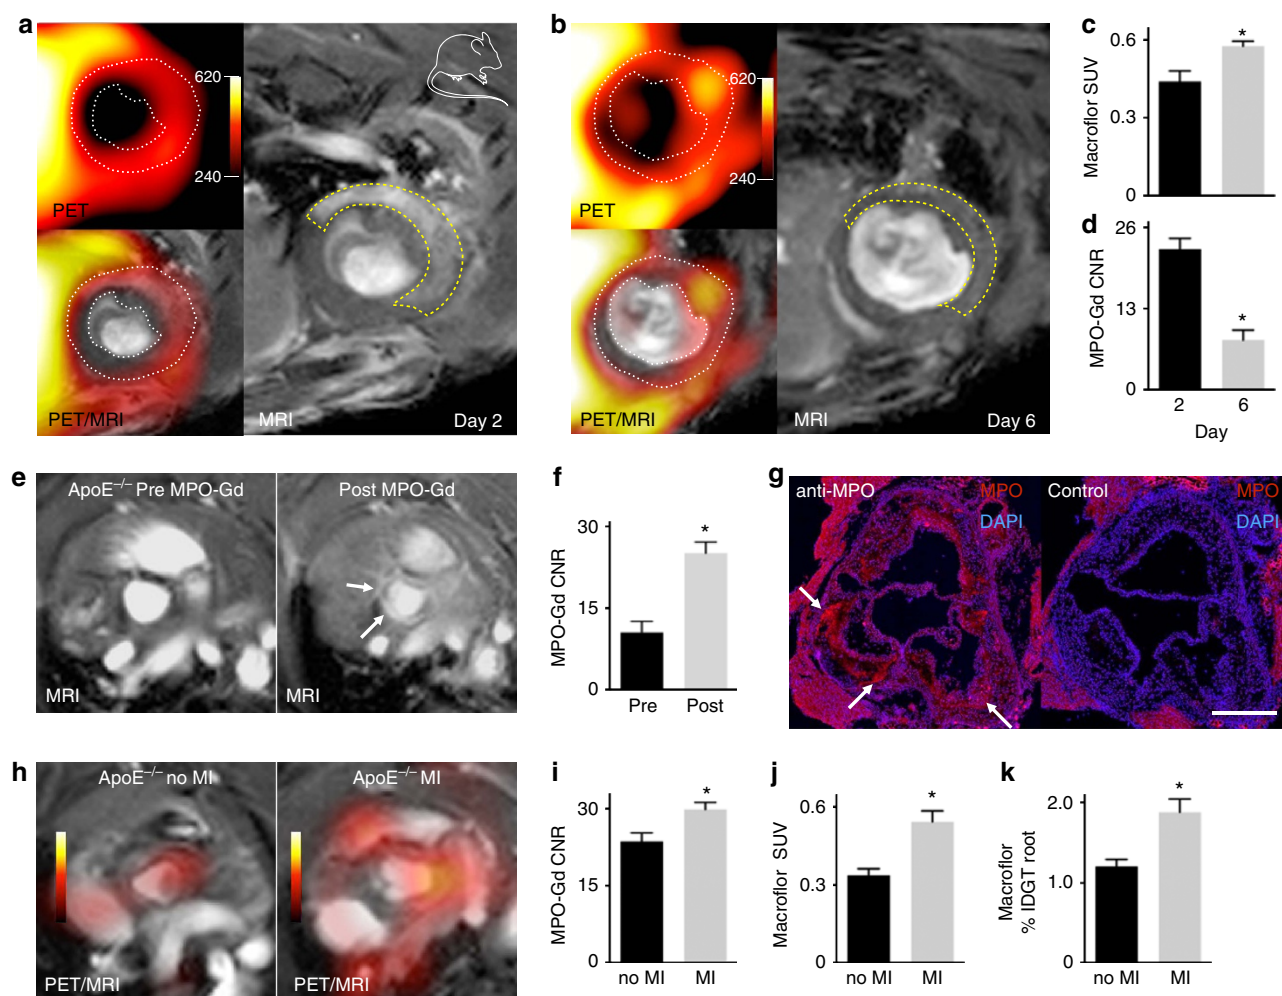 a
620
240
PET
PET/MRI
MRI
Day 2
b
620
240
PET
PET/MRI
MRI
Day 6
c
Macroflor SUV
0.6
0.3
0
*
d
MPO-Gd CNR
26
13
0
*
2
6
Day
e
ApoE–/– Pre MPO-Gd
MRI
Post MPO-Gd
MRI
f
MPO-Gd CNR
30
15
0
*
Pre
Post
g
anti-MPO
MPO
DAPI
Control
MPO
DAPI
h
ApoE–/– no MI
PET/MRI
ApoE–/– MI
PET/MRI
i
MPO-Gd CNR
30
15
0
*
no MI
MI
j
Macroflor SUV
0.6
0.3
0
*
no MI
MI
k
Macroflor
% IDGT root
2.0
1.0
0
*
no MI
MI